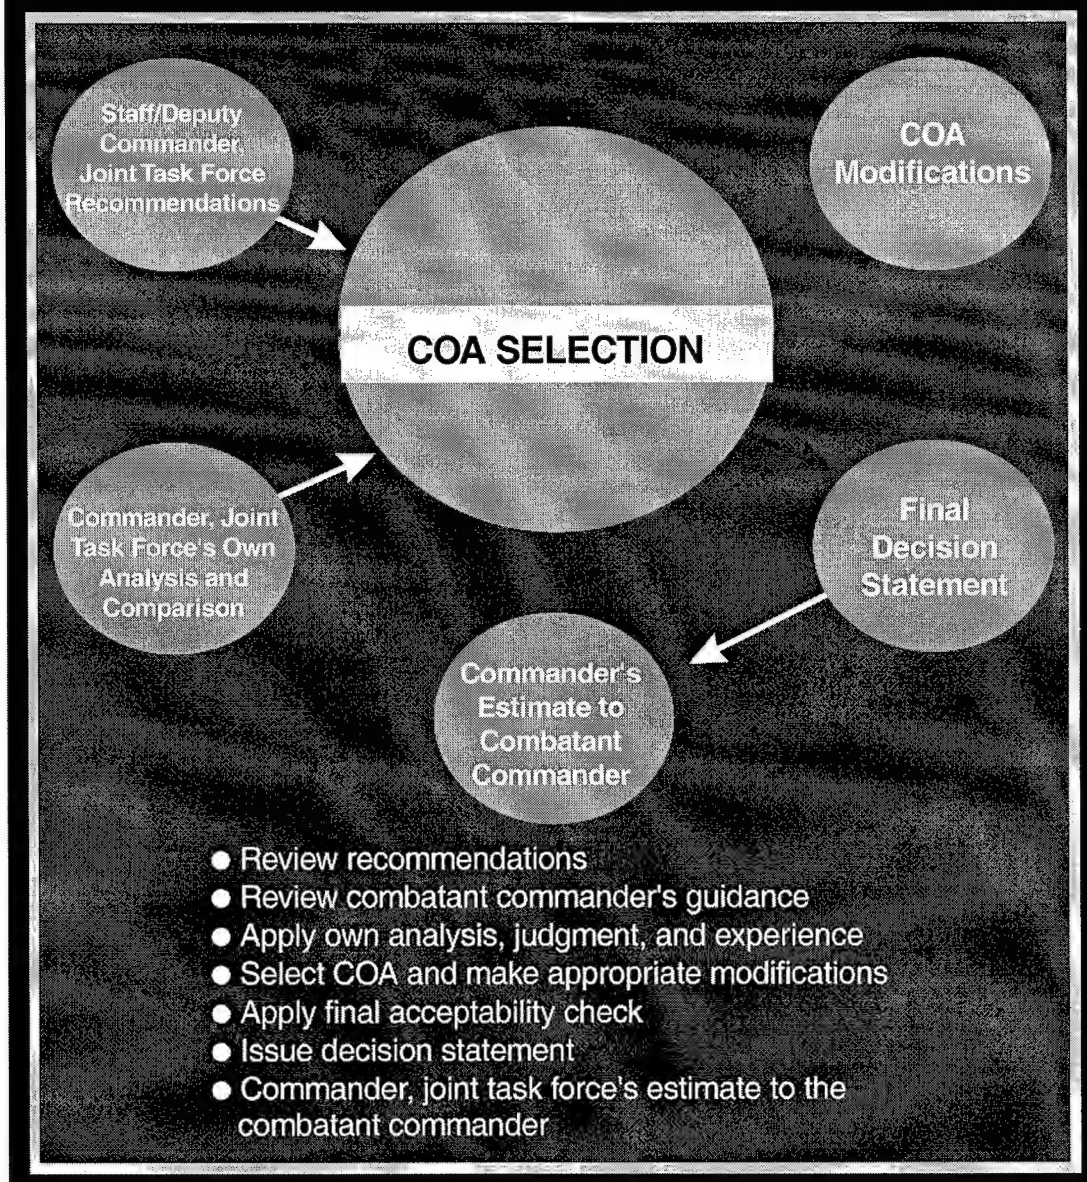 Staff/Deputy
Commander,
Joint Task Force
Recommendations
COA
Modifications
COA SELECTION
Commander, Joint
Task Force's Own
Analysis and
Comparison
Final
Decision
Statement
Commander's
Estimate to
Combatant
Commander
● Review recommendations
● Review combatant commander's guidance
● Apply own analysis, judgment, and experience
● Select COA and make appropriate modifications
● Apply final acceptability check
● Issue decision statement
● Commander, joint task force's estimate to the
combatant commander